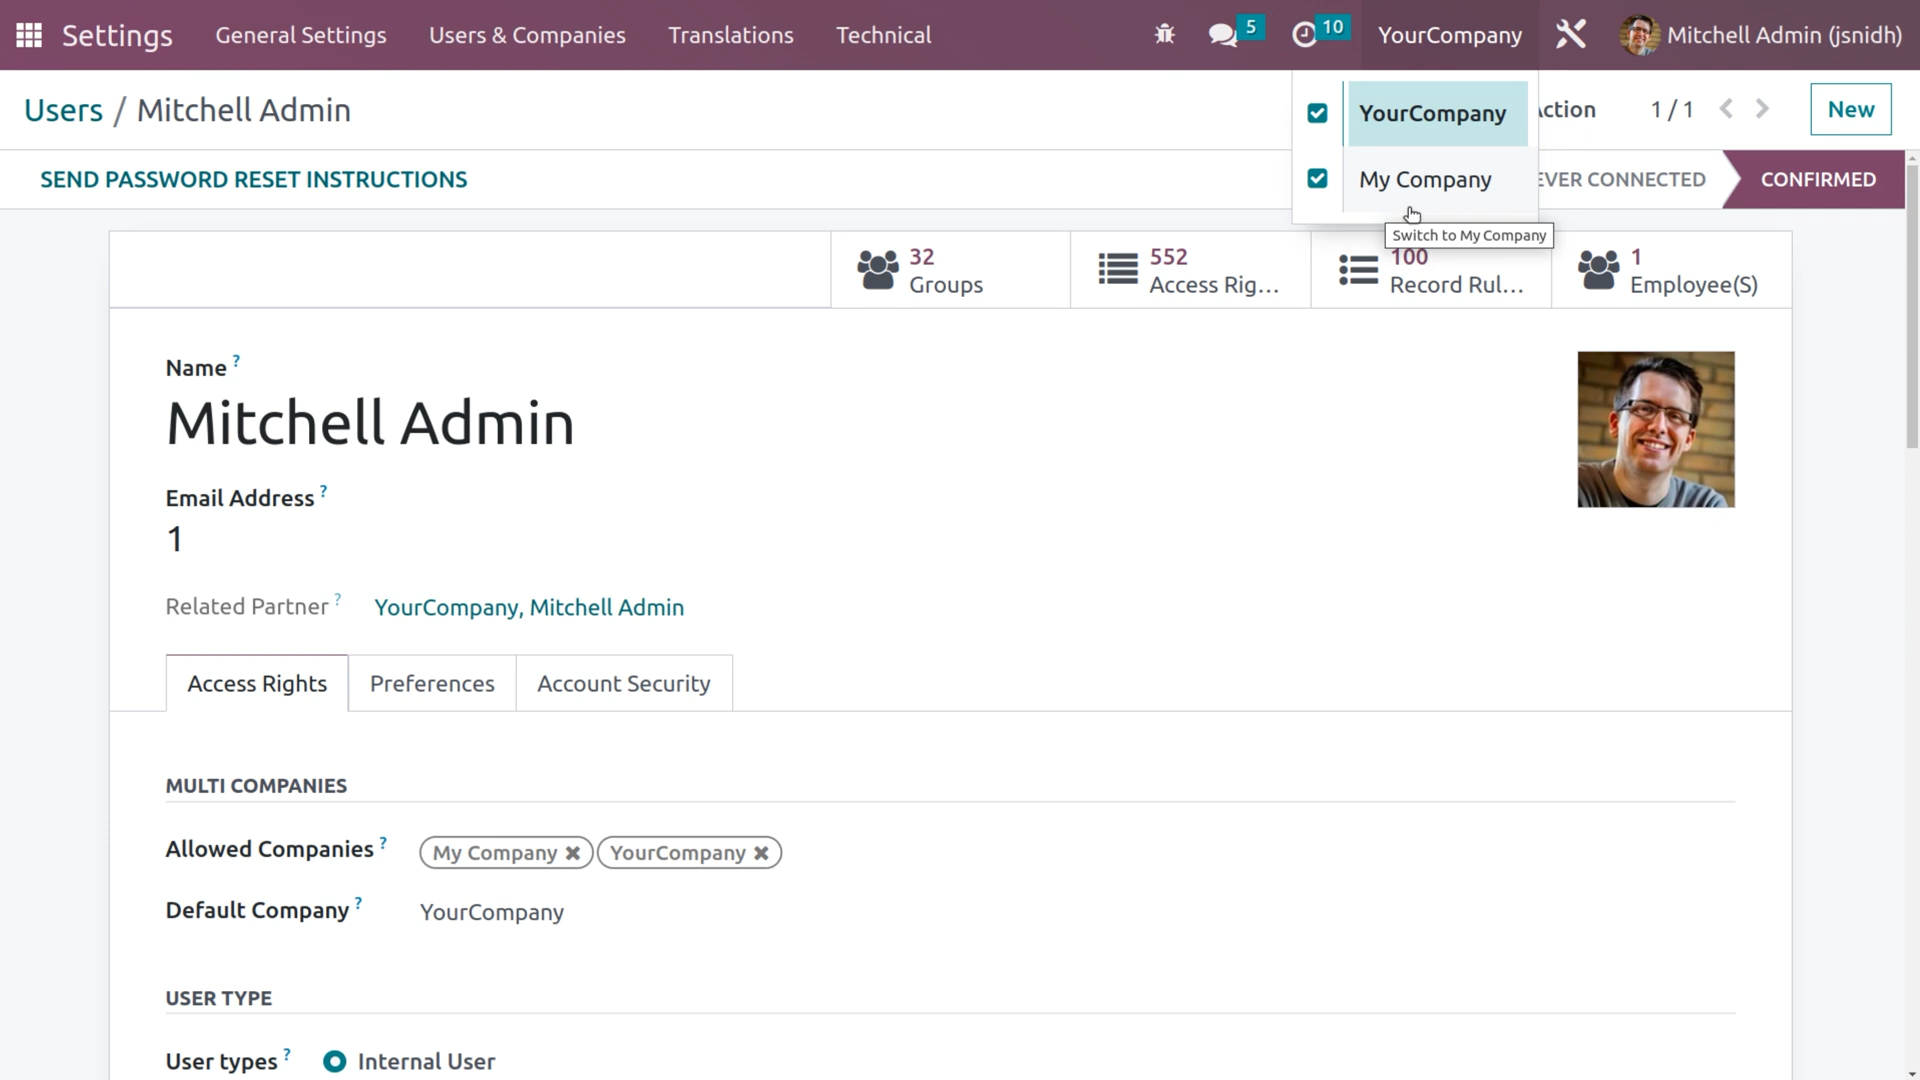 Settings General Settings Users & Companies Translations Technical 5 10 YourCompany Mitchell Admin (jsnidh)
Users / Mitchell Admin
YourCompany
ction 1 / 1 New
SEND PASSWORD RESET INSTRUCTIONS
My Company
EVER CONNECTED CONFIRMED
Switch to My Company
32 Groups
552 Access Rig...
100 Record Rul...
1 Employee(S)
Name ?
Mitchell Admin
Email Address ?
1
Related Partner ? YourCompany, Mitchell Admin
Access Rights Preferences Account Security
MULTI COMPANIES
Allowed Companies ? My Company YourCompany
Default Company ? YourCompany
USER TYPE
User types ? Internal User